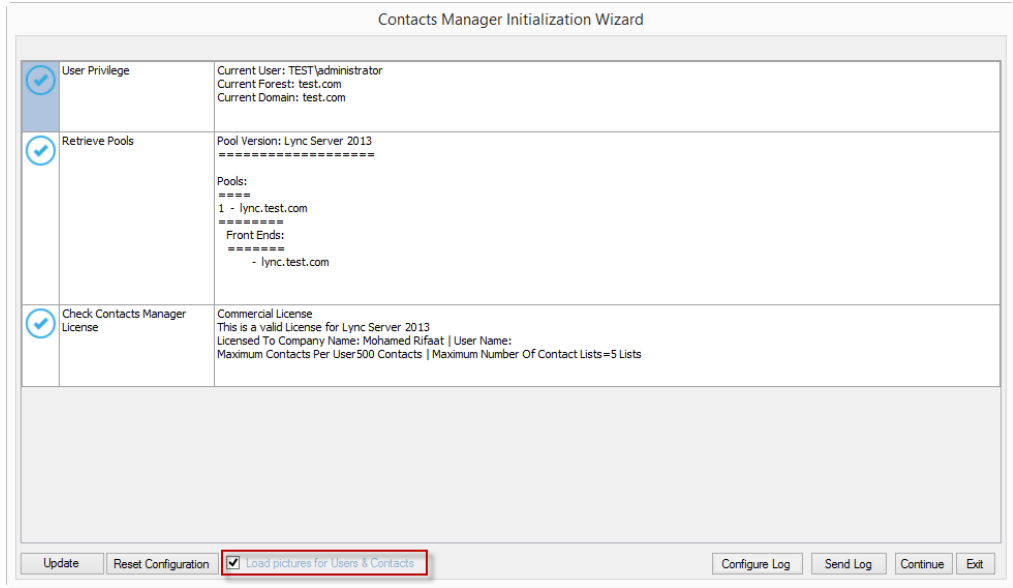 Contacts Manager Initialization Wizard
User Privilege
Current User: TEST\administrator
Current Forest: test.com
Current Domain: test.com
Retrieve Pools
Pool Version: Lync Server 2013
===================
Pools:
====
1 - lync.test.com
========
Front Ends:
=======
- lync.test.com
Check Contacts Manager
License
Commercial License
This is a valid License for Lync Server 2013
Licensed To Company Name: Mohamed Rifaat | User Name:
Maximum Contacts Per User500 Contacts | Maximum Number Of Contact Lists=5 Lists
Update
Reset Configuration
Load pictures for Users & Contacts
Configure Log
Send Log
Continue
Exit